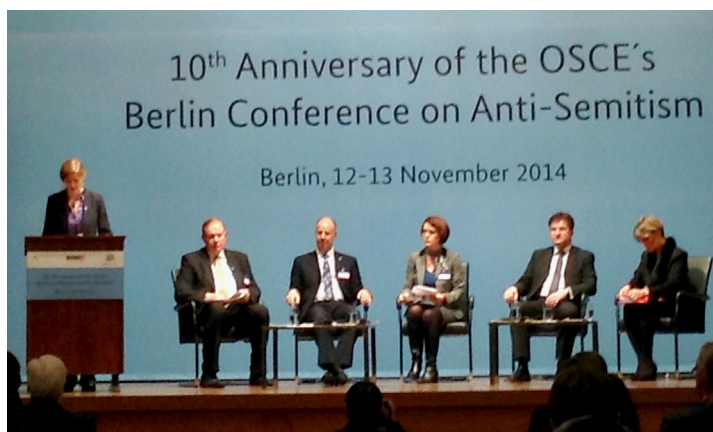 10th Anniversary of the OSCE´s
Berlin Conference on Anti-Semitism
Berlin, 12-13 November 2014